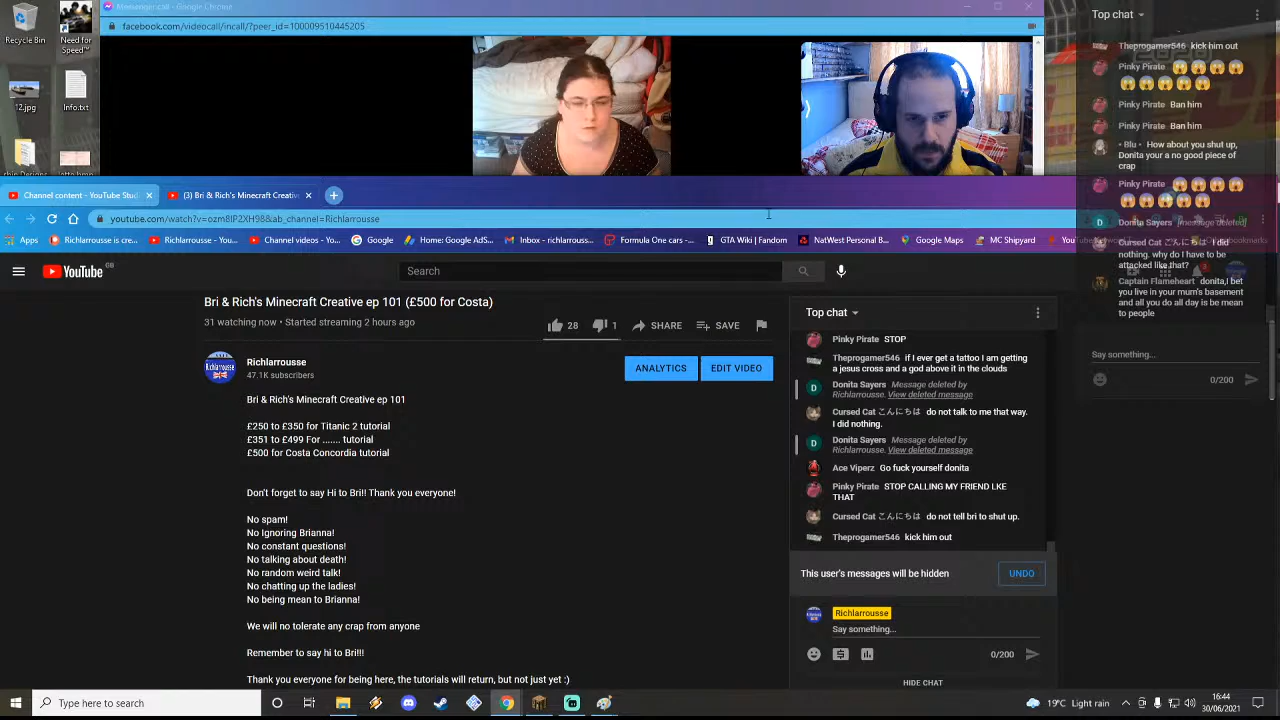 Messenger call - Google Chrome
facebook.com/videocall/incall/?peer_id=100009510445205
Recycle Bin
Need for
Speed™
12.jpg
Info.txt
Channel content - YouTube Stud
(3) Bri & Rich's Minecraft Creative
youtube.com/watch?v=ozm8IP2XH98&ab_channel=Richlarrousse
Apps
Richlarrousse is cre...
Richlarrousse - You...
Channel videos - Y...
Google
Home: Google AdS...
Inbox - richlarrouss...
Formula One cars -...
GTA Wiki | Fandom
NatWest Personal B...
Google Maps
MC Shipyard
YouTube GB
Search
Bri & Rich's Minecraft Creative ep 101 (£500 for Costa)
31 watching now • Started streaming 2 hours ago
28
1
SHARE
SAVE
Richlarrousse
47.1K subscribers
ANALYTICS
EDIT VIDEO
Bri & Rich's Minecraft Creative ep 101
£250 to £350 for Titanic 2 tutorial
£351 to £499 For ....... tutorial
£500 for Costa Concordia tutorial
Don't forget to say Hi to Bri!! Thank you everyone!
No spam!
No Ignoring Brianna!
No constant questions!
No talking about death!
No random weird talk!
No chatting up the ladies!
No being mean to Brianna!
We will no tolerate any crap from anyone
Remember to say hi to Bri!!!
Thank you everyone for being here, the tutorials will return, but not just yet :)
Top chat
Pinky Pirate STOP
Theprogamer546 if I ever get a tattoo I am getting
a jesus cross and a god above it in the clouds
Donita Sayers Message deleted by
Richlarrousse. View deleted message
Cursed Cat こんにちは do not talk to me that way.
I did nothing.
Donita Sayers Message deleted by
Richlarrousse. View deleted message
Ace Viperz Go fuck yourself donita
Pinky Pirate STOP CALLING MY FRIEND LKE
THAT
Cursed Cat こんにちは do not tell bri to shut up.
Theprogamer546 kick him out
This user's messages will be hidden
UNDO
Richlarrousse
Say something...
0/200
HIDE CHAT
Top chat
Theprogamer546 kick him out
Pinky Pirate 😱😱😱😱
😱😱😱😱😱
Pinky Pirate Ban him
Pinky Pirate Ban him
• Blu • How about you shut up,
Donita your a no good piece of
crap
Pinky Pirate 😱😱😱😱
😱😱😱😱😱
Donita Sayers [message deleted]
Cursed Cat こんにちは I did
nothing. why do I have to be
attacked like that?
Captain Flameheart donita,I bet
you live in your mum's basement
and all you do all day is be mean
to people
Say something...
0/200
Type here to search
19°C Light rain
16:44
30/06/2021